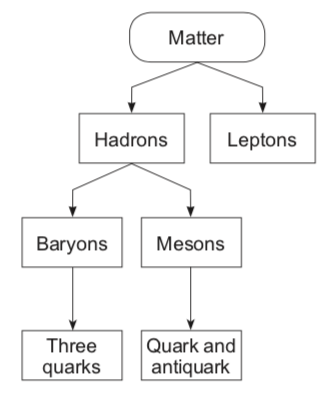 Matter
Hadrons
Leptons
Baryons
Mesons
Three
quarks
Quark and
antiquark